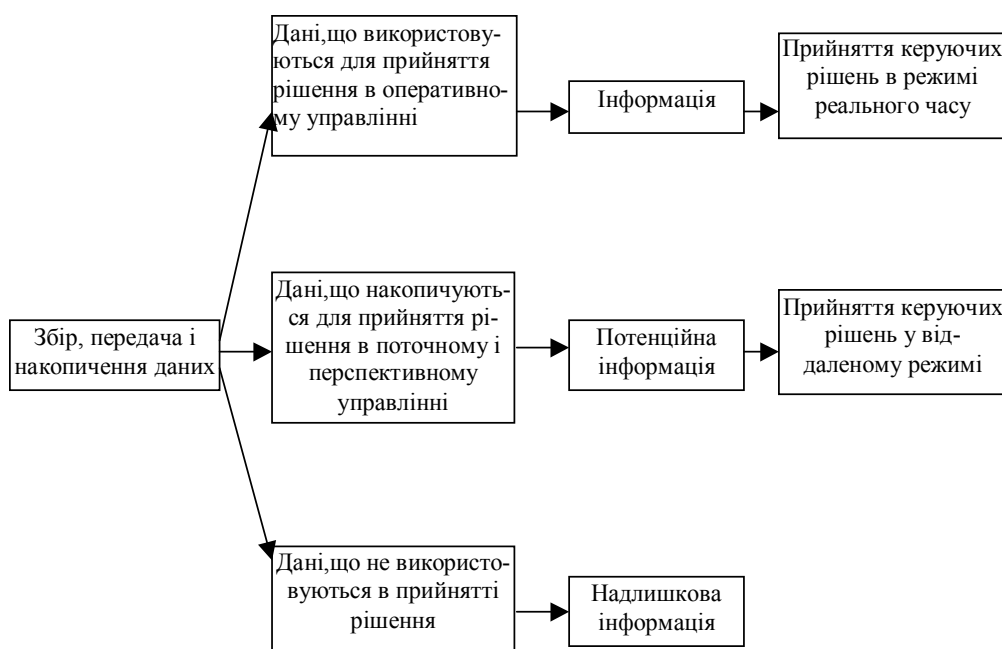 Дані,що використову-
ються для прийняття
рішення в оперативно-
му управлінні
Інформація
Прийняття керуючих
рішень в режимі
реального часу
Збір, передача і
накопичення даних
Дані,що накопичують-
ся для прийняття рі-
шення в поточному і
перспективному
управлінні
Потенційна
інформація
Прийняття керуючих
рішень у від-
даленому режимі
Дані,що не використо-
вуються в прийнятті
рішення
Надлишкова
інформація